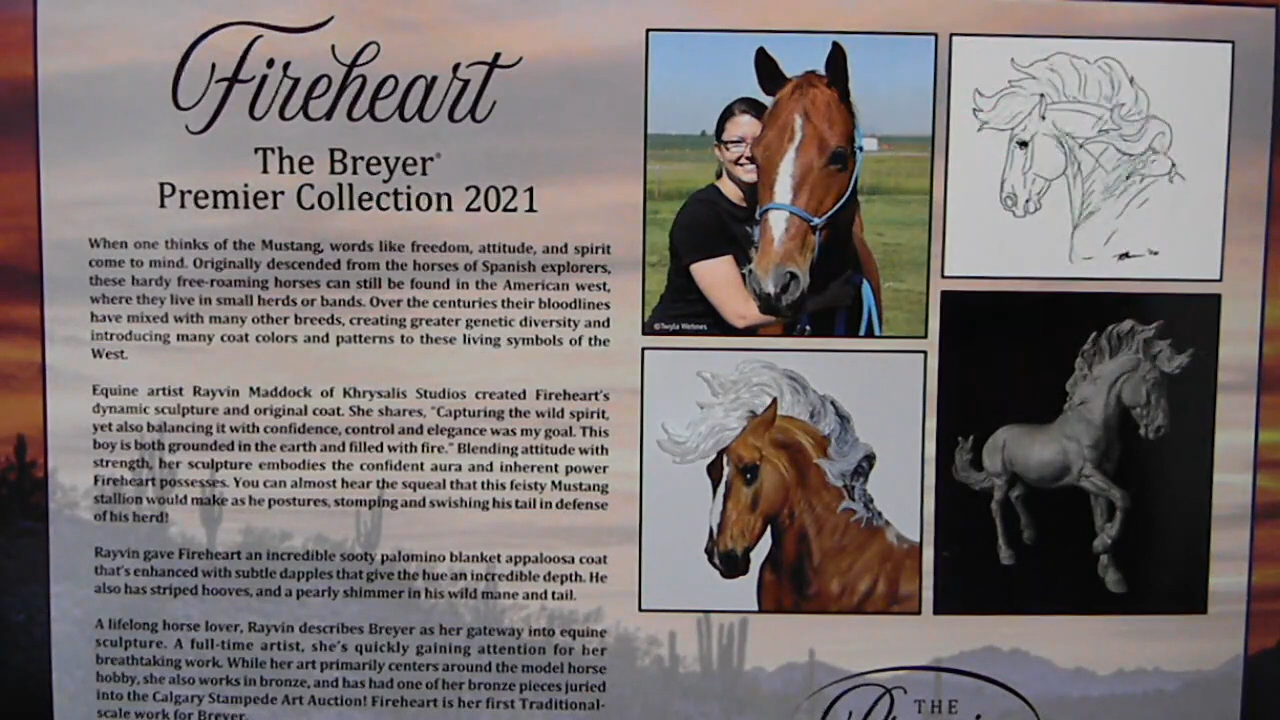 Fireheart
The Breyer®
Premier Collection 2021
When one thinks of the Mustang, words like freedom, attitude, and spirit
come to mind. Originally descended from the horses of Spanish explorers,
these hardy free-roaming horses can still be found in the American west,
where they live in small herds or bands. Over the centuries their bloodlines
have mixed with many other breeds, creating greater genetic diversity and
introducing many coat colors and patterns to these living symbols of the
West.
Equine artist Rayvin Maddock of Khrysalis Studios created Fireheart's
dynamic sculpture and original coat. She shares, "Capturing the wild spirit,
yet also balancing it with confidence, control and elegance was my goal. This
boy is both grounded in the earth and filled with fire." Blending attitude with
strength, her sculpture embodies the confident aura and inherent power
Fireheart possesses. You can almost hear the squeal that this feisty Mustang
stallion would make as he postures, stomping and swishing his tail in defense
of his herd!
Rayvin gave Fireheart an incredible sooty palomino blanket appaloosa coat
that's enhanced with subtle dapples that give the hue an incredible depth. He
also has striped hooves, and a pearly shimmer in his wild mane and tail.
A lifelong horse lover, Rayvin describes Breyer as her gateway into equine
sculpture. A full-time artist, she's quickly gaining attention for her
breathtaking work. While her art primarily centers around the model horse
hobby, she also works in bronze, and has had one of her bronze pieces juried
into the Calgary Stampede Art Auction! Fireheart is her first Traditional-
scale work for Breyer.
©Twyla Wehnes
THE